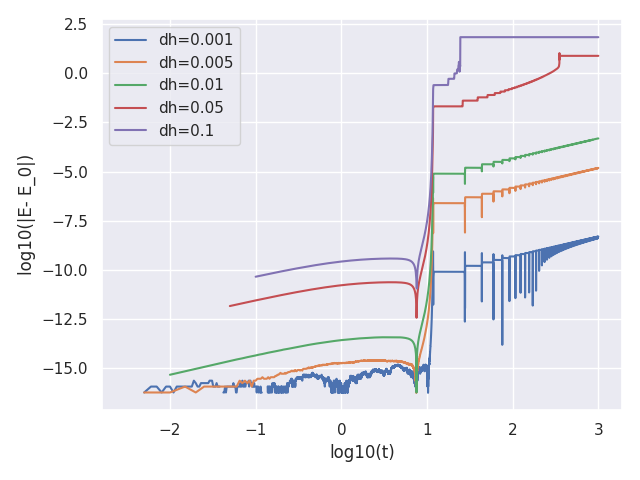 2.5
0.0
−2.5
−5.0
−7.5
−10.0
−12.5
−15.0
log10(|E- E_0|)
dh=0.001
dh=0.005
dh=0.01
dh=0.05
dh=0.1
−2 −1 0 1 2 3
log10(t)